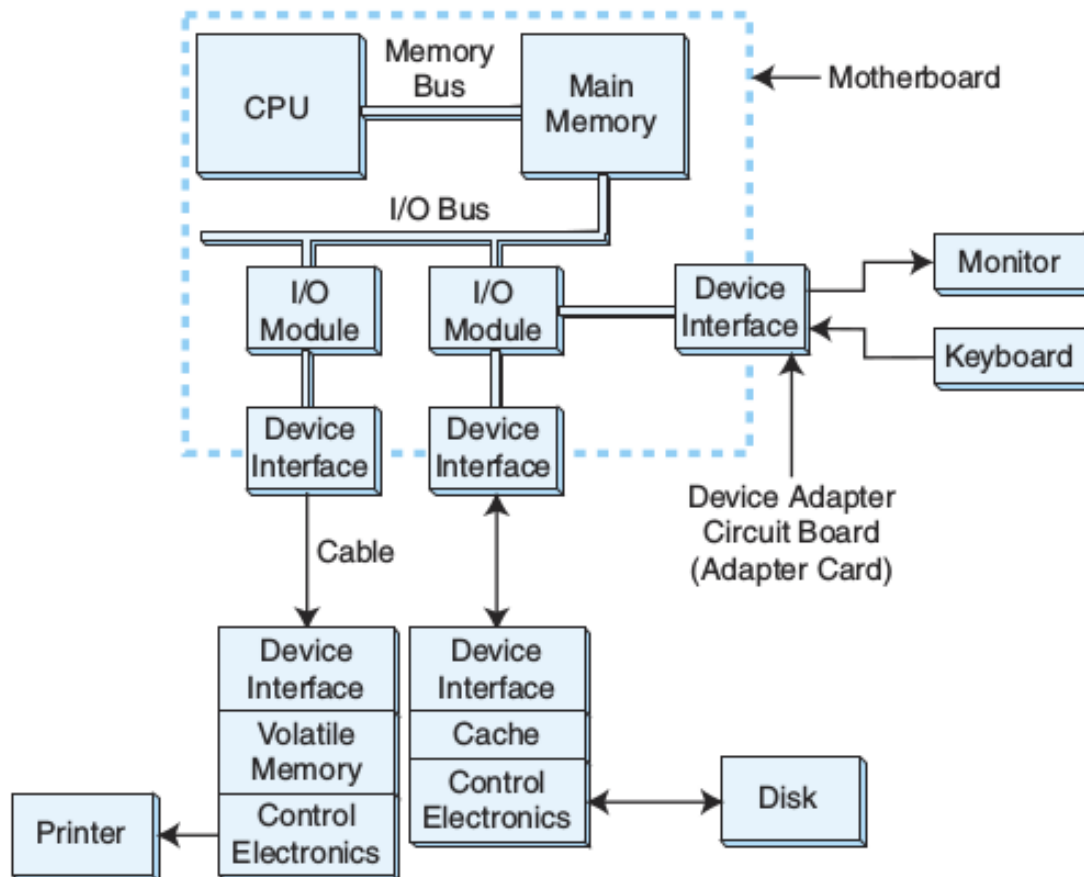 CPU
Memory
Bus
Main
Memory
Motherboard
I/O Bus
I/O
Module
I/O
Module
Device
Interface
Monitor
Keyboard
Device
Interface
Device
Interface
Device Adapter
Circuit Board
(Adapter Card)
Cable
Device
Interface
Volatile
Memory
Control
Electronics
Device
Interface
Cache
Control
Electronics
Printer
Disk